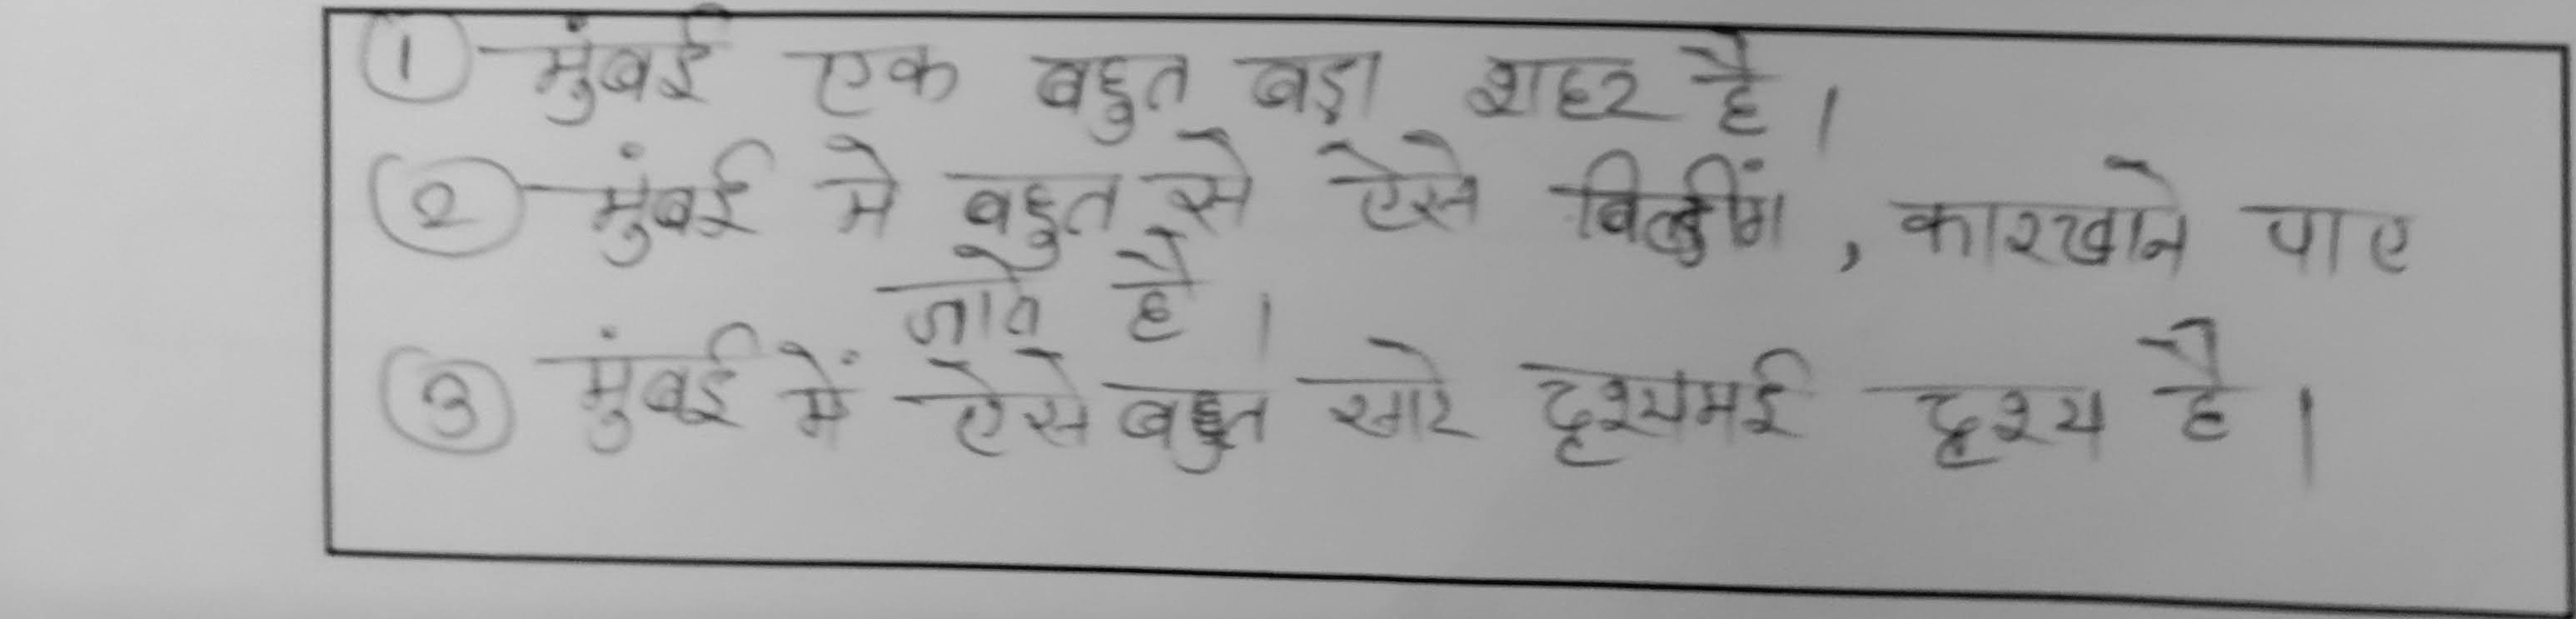 ① मुंबई एक बहुत बड़ा शहर है।
② मुंबई मे बहुत से ऐसे बिल्डींग, कारखाने पाए
जाते है।
③ मुंबई में ऐसे बहुत सारे दृश्यमई दृश्य है।